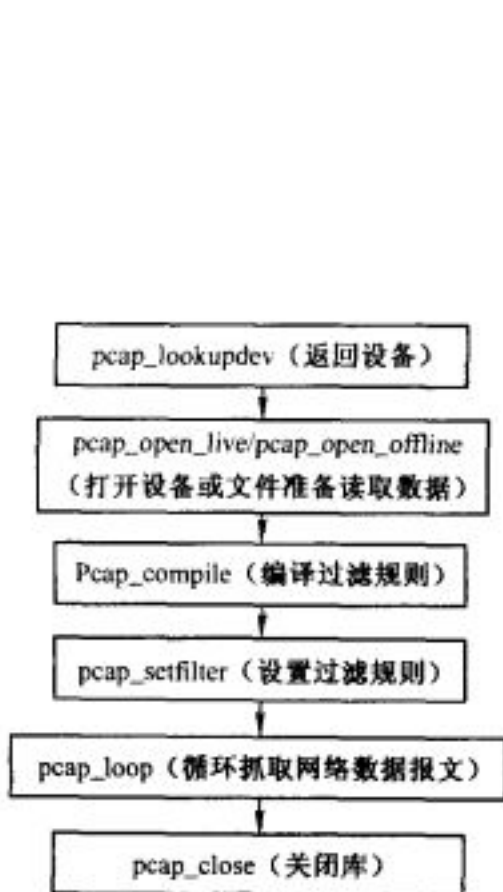 pcap_lookupdev（返回设备）
pcap_open_live/pcap_open_offline
（打开设备或文件准备读取数据）
Pcap_compile（编译过滤规则）
pcap_setfilter（设置过滤规则）
pcap_loop（循环抓取网络数据报文）
pcap_close（关闭库）